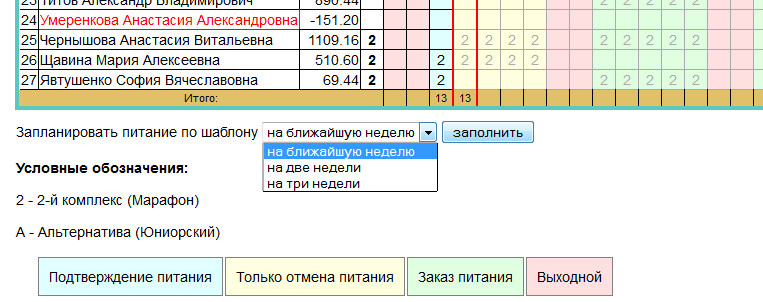 23 Титов Александр Владимирович 890.44
24 Умеренкова Анастасия Александровна -151.20
25 Чернышова Анастасия Витальевна 1109.16 2 2 2 2 2 2 2 2 2 2
26 Щавина Мария Алексеевна 510.60 2 2 2 2 2 2 2 2 2 2 2
27 Явтушенко София Вячеславовна 69.44 2 2 2 2 2 2 2
Итого: 13 13
Запланировать питание по шаблону на ближайшую неделю заполнить
на ближайшую неделю
на две недели
на три недели
Условные обозначения:
2 - 2-й комплекс (Марафон)
А - Альтернатива (Юниорский)
Подтверждение питания Только отмена питания Заказ питания Выходной